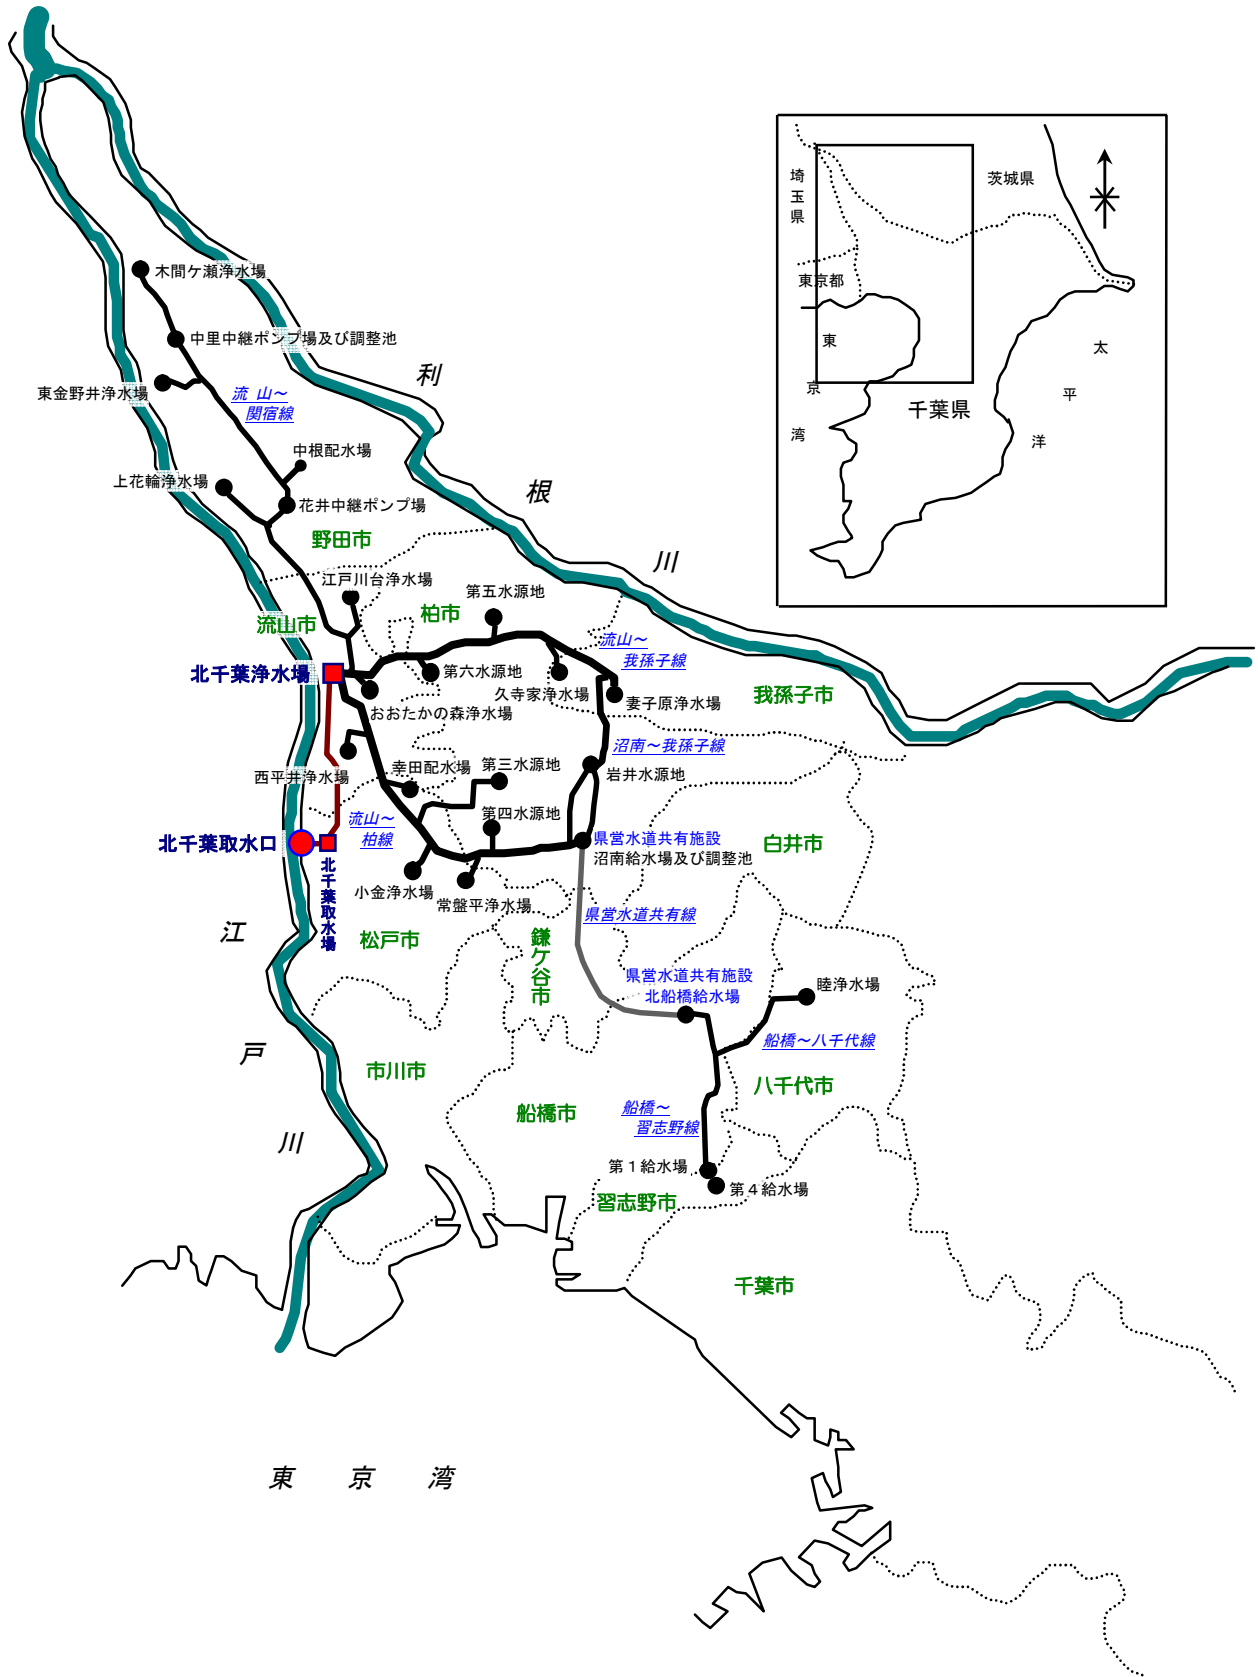 埼玉県
茨城県
東京都
東京湾
千葉県
太平洋
木間ケ瀬浄水場
中里中継ポンプ場及び調整池
東金野井浄水場
流 山～
関宿線
利根川
中根配水場
上花輪浄水場
花井中継ポンプ場
野田市
江戸川台浄水場
第五水源地
柏市
流山市
流山～
我孫子線
北千葉浄水場
第六水源地
久寺家浄水場
妻子原浄水場
我孫子市
おおたかの森浄水場
沼南～我孫子線
西平井浄水場
幸田配水場
第三水源地
岩井水源地
流山～
柏線
第四水源地
北千葉取水口
県営水道共有施設
沼南給水場及び調整池
白井市
北千葉取水場
小金浄水場
常盤平浄水場
県営水道共有線
江戸川
松戸市
鎌ケ谷市
県営水道共有施設
北船橋給水場
睦浄水場
船橋～八千代線
市川市
船橋市
八千代市
船橋～
習志野線
第１給水場
第４給水場
習志野市
千葉市
東京湾